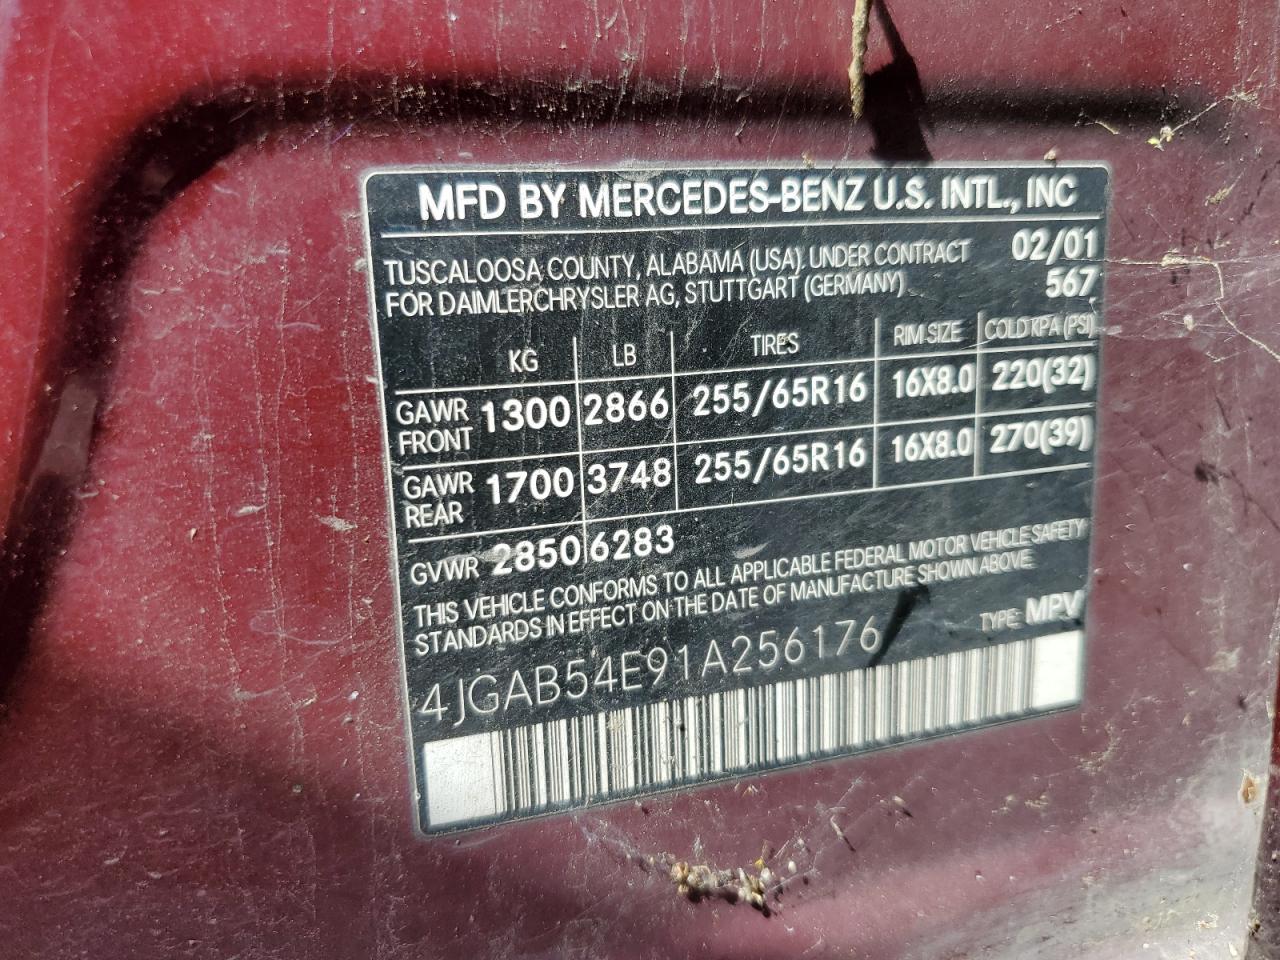 MFD BY MERCEDES-BENZ U.S. INTL., INC
TUSCALOOSA COUNTY, ALABAMA (USA) UNDER CONTRACT 02/01
FOR DAIMLERCHRYSLER AG, STUTTGART (GERMANY) 567
KG LB TIRES RIM SIZE COLD KPA (PSI)
GAWR FRONT 1300 2866 255/65R16 16X8.0 220(32)
GAWR REAR 1700 3748 255/65R16 16X8.0 270(39)
GVWR 2850 6283
THIS VEHICLE CONFORMS TO ALL APPLICABLE FEDERAL MOTOR VEHICLE SAFETY
STANDARDS IN EFFECT ON THE DATE OF MANUFACTURE SHOWN ABOVE.
4JGAB54E91A256176 TYPE: MPV